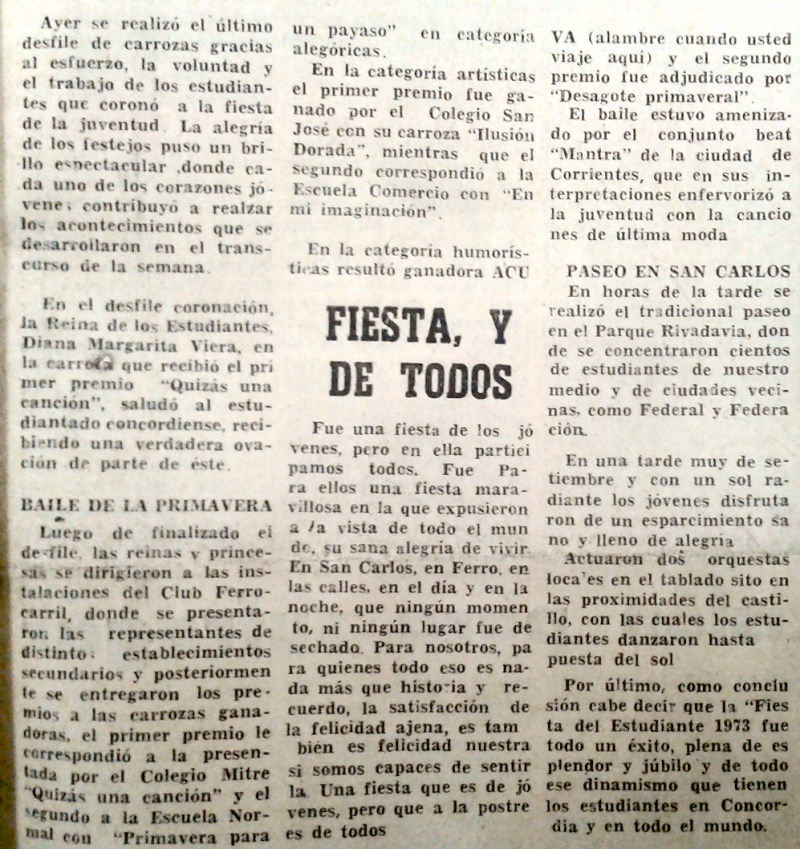 Ayer se realizó el último
desfile de carrozas gracias
al esfuerzo, la voluntad y
el trabajo de los estudian-
tes que coronó a la fiesta
de la juventud. La alegria
de los festejos puso un bri-
llo espectacular ,donde ca-
da uno de los corazones jó-
venes contribuyó a realzar
los acontecimientos que se
desarrollaron en el trans-
curso de la semana.
En el desfile coronación,
la Reina de los Estudiantes,
Diana Margarita Viera, en
la carroza que recibió el pri
mer premio "Quizás una
canción", saludó al estu-
diantado concordiense, reci-
biendo una verdadera ova-
ción de parte de éste.
BAILE DE LA PRIMAVERA
Luego de finalizado el
desfile, las reinas y prince-
sas se dirigieron a las ins-
talaciones del Club Ferro-
carril, donde se presenta-
ron las representantes de
distinto. establecimientos
secundarios y posteriormen
te se entregaron los pre-
mios a las carrozas gana-
doras, el primer premio le
correspondió a la presen-
tada por el Colegio Mitre
"Quizás una canción" y el
segundo a la Escuela Nor-
mal con "Primavera para
un payaso" en categoría
alegóricas.
En la categoría artísticas
el primer premio fue ga-
nado por el Colegio San
José con su carroza "Ilusión
Dorada", mientras que el
segundo correspondió a la
Escuela Comercio con "En
mi imaginación".
En la categoría humorís-
ticas resultó ganadora ACU
FIESTA, Y
DE TODOS
Fue una fiesta de los jó
venes, pero en ella partici
pamos todos. Fue Pa
ra ellos una fiesta mara-
villosa en la que expusieron
a la vista de todo el mun
do, su sana alegria de vivir.
En San Carlos, en Ferro, en
las calles, en el día y en la
noche, que ningún momen
to, ni ningún lugar fue de
sechado. Para nosotros, pa
ra quienes todo eso es na-
da más que historia y re-
cuerdo, la satisfacción de
la felicidad ajena, es tam
bién es felicidad nuestra
si somos capaces de sentir
la. Una fiesta que es de jó
venes, pero que a la postre
es de todos
VA (alambre cuando usted
viaje aquí) y el segundo
premio fue adjudicado por
"Desagote primaveral".
El baile estuvo ameniza-
do por el conjunto beat
"Mantra" de la ciudad de
Corrientes, que en sus in-
terpretaciones enfervorizó a
la juventud con la cancio
nes de última moda
PASEO EN SAN CARLOS
En horas de la tarde se
realizó el tradicional paseo
en el Parque Rivadavia, don
de se concentraron cientos
de estudiantes de nuestro
medio y de ciudades veci-
nas, como Federal y Federa
ción.
En una tarde muy de se-
tiembre y con un sol ra-
diante los jóvenes disfruta
ron de un esparcimiento sa
no y lleno de alegria
Actuaron dos orquestas
locales en el tablado sito en
las proximidades del casti-
llo, con las cuales los estu-
diantes danzaron hasta
puesta del sol
Por último, como conclu
sión cabe decir que la "Fies
ta del Estudiante 1973 fue
todo un éxito, plena de es
plendor y júbilo y de todo
ese dinamismo que tienen
los estudiantes en Concor-
dia y en todo el mundo.